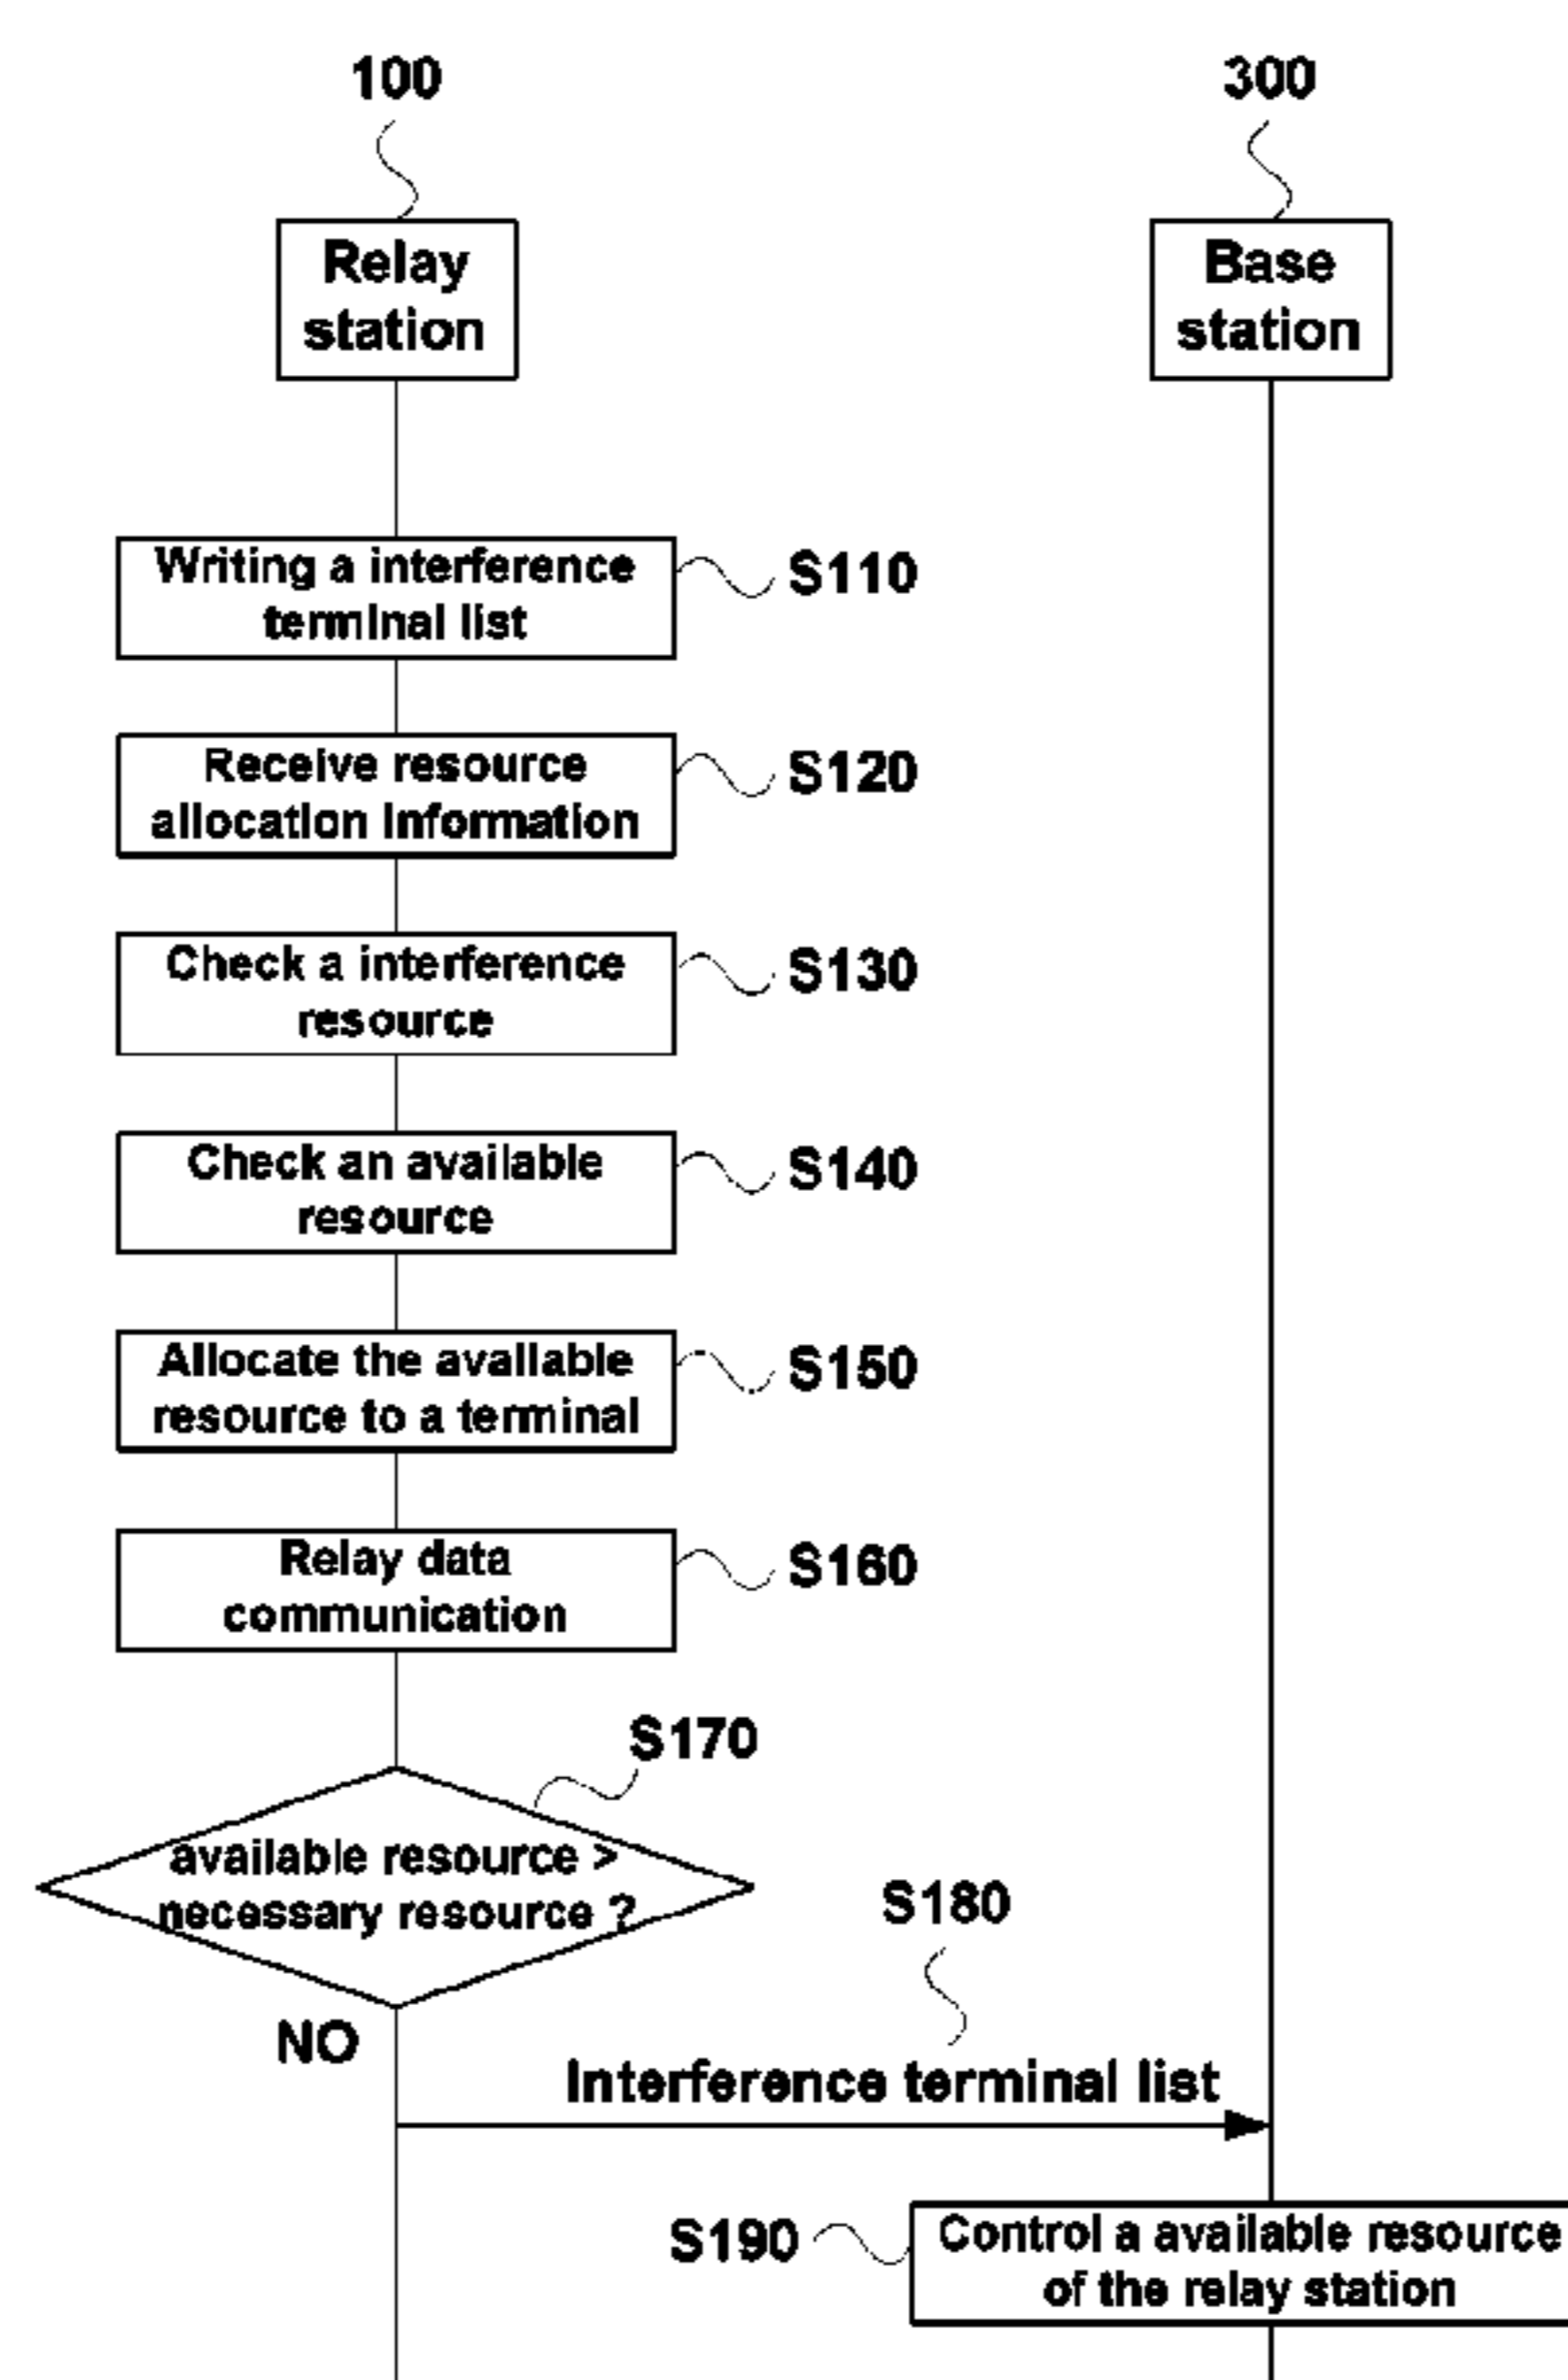 100
300
Relay
station
Base
station
Writing a interference
terminal list
S110
Receive resource
allocation information
S120
Check a interference
resource
S130
Check an available
resource
S140
Allocate the available
resource to a terminal
S150
Relay data
communication
S160
S170
available resource >
necessary resource ?
S180
NO
Interference terminal list
S190
Control a available resource
of the relay station